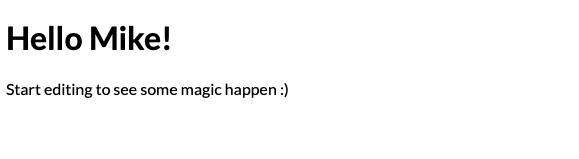 Hello Mike!
Start editing to see some magic happen :)